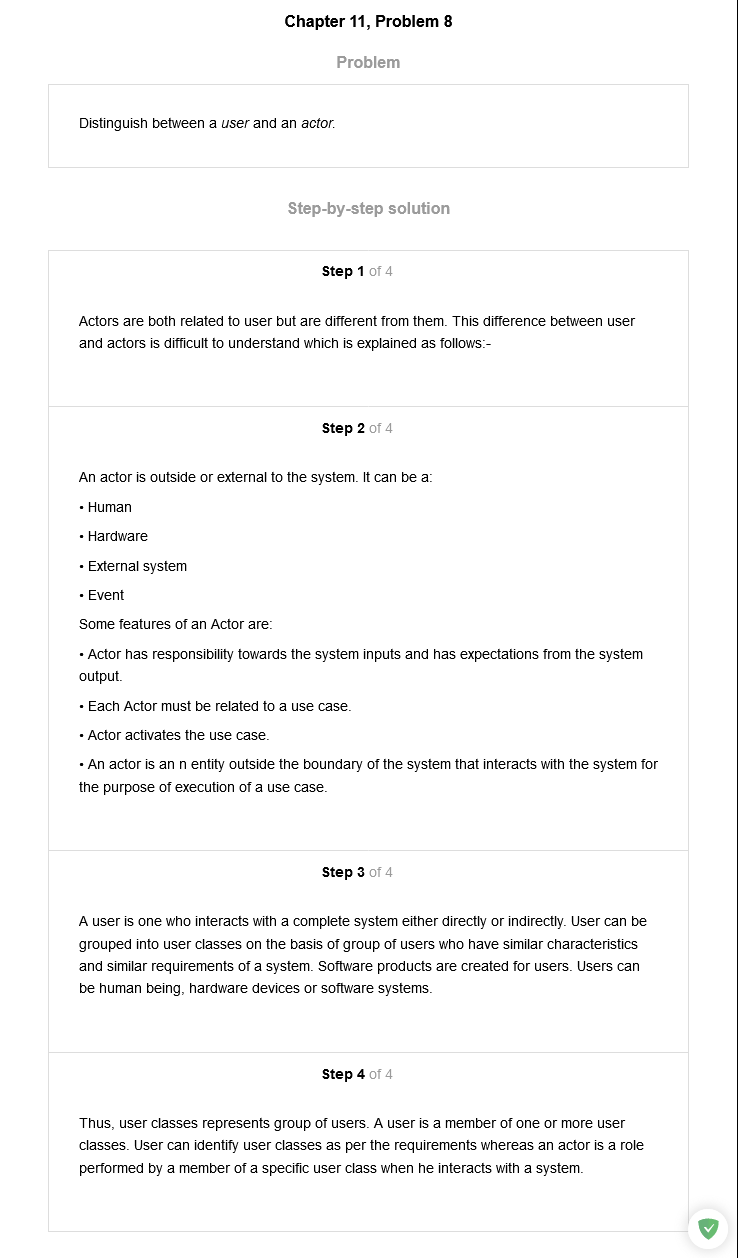 Chapter 11, Problem 8
Problem
Distinguish between a user and an actor.
Step-by-step solution
Step 1 of 4
Actors are both related to user but are different from them. This difference between user
and actors is difficult to understand which is explained as follows:-
Step 2 of 4
An actor is outside or external to the system. It can be a:
• Human
• Hardware
• External system
• Event
Some features of an Actor are:
• Actor has responsibility towards the system inputs and has expectations from the system
output.
• Each Actor must be related to a use case.
• Actor activates the use case.
• An actor is an n entity outside the boundary of the system that interacts with the system for
the purpose of execution of a use case.
Step 3 of 4
A user is one who interacts with a complete system either directly or indirectly. User can be
grouped into user classes on the basis of group of users who have similar characteristics
and similar requirements of a system. Software products are created for users. Users can
be human being, hardware devices or software systems.
Step 4 of 4
Thus, user classes represents group of users. A user is a member of one or more user
classes. User can identify user classes as per the requirements whereas an actor is a role
performed by a member of a specific user class when he interacts with a system.